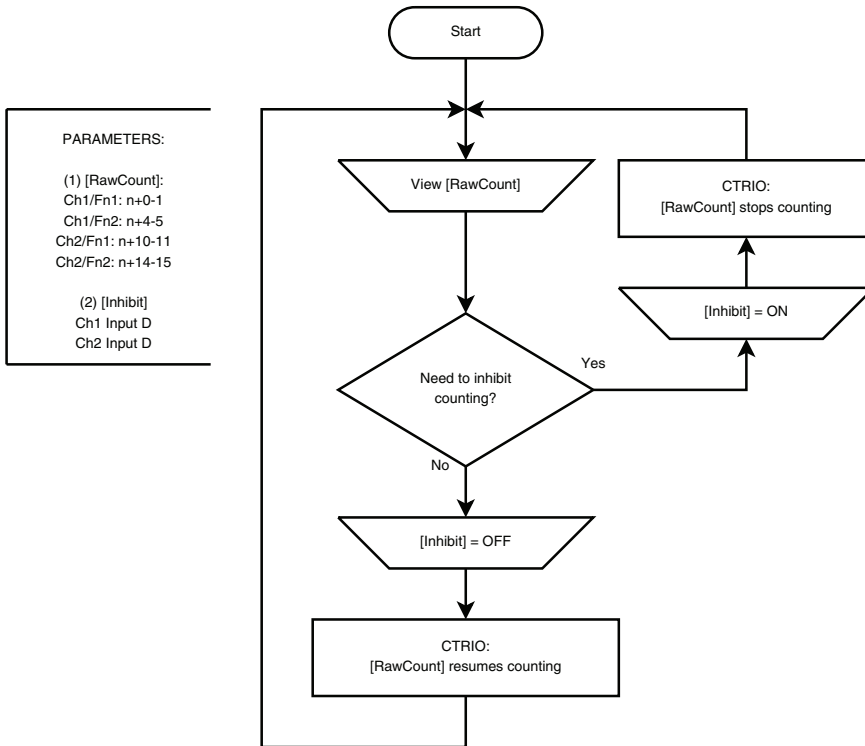 Start
PARAMETERS:
(1) [RawCount]:
Ch1/Fn1: n+0-1
Ch1/Fn2: n+4-5
Ch2/Fn1: n+10-11
Ch2/Fn2: n+14-15
(2) [Inhibit]
Ch1 Input D
Ch2 Input D
View [RawCount]
CTRIO:
[RawCount] stops counting
[Inhibit] = ON
Need to inhibit
counting?
Yes
No
[Inhibit] = OFF
CTRIO:
[RawCount] resumes counting